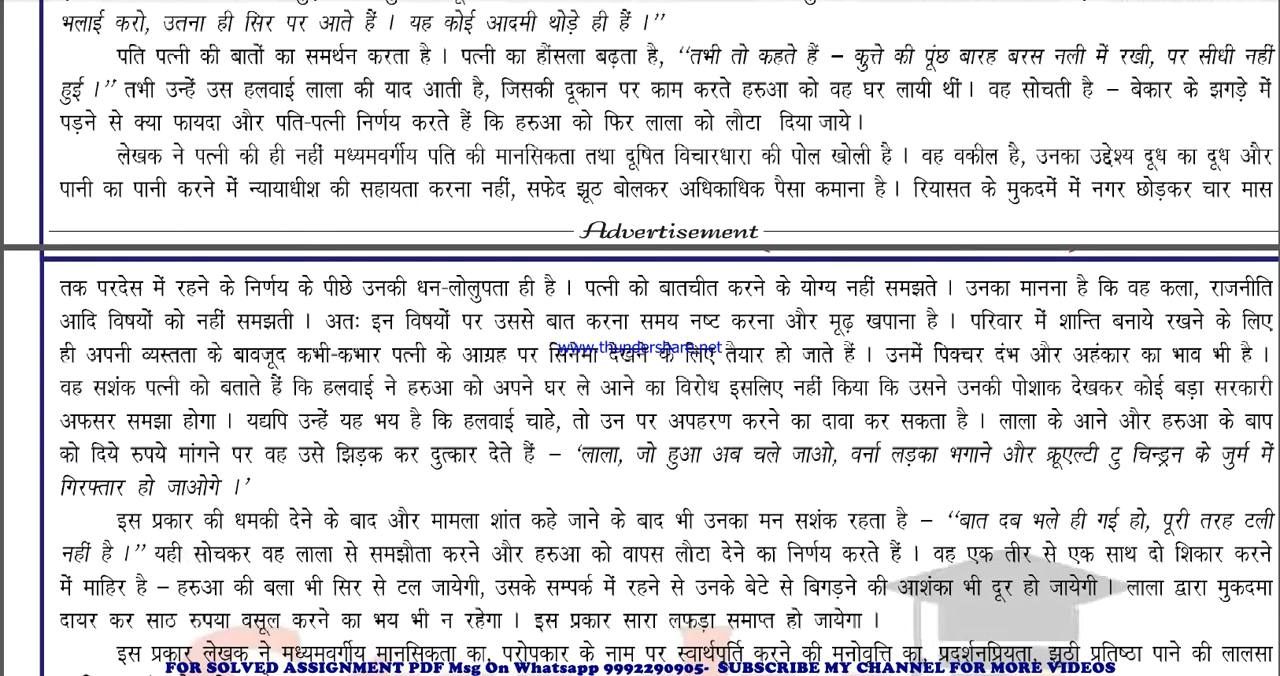 भलाई करो, उतना ही सिर पर आते हैं । यह कोई आदमी थोड़े ही हैं ।’’
पति पत्नी की बातों का समर्थन करता है । पत्नी का हौंसला बढ़ता है, ‘‘तभी तो कहते हैं – कुत्ते की पूंछ बारह बरस नली में रखी, पर सीधी नहीं
हुई ।’’ तभी उन्हें उस हलवाई लाला की याद आती है, जिसकी दूकान पर काम करते हरुआ को वह घर लायी थीं । वह सोचती है – बेकार के झगड़े में
पड़ने से क्या फायदा और पति-पत्नी निर्णय करते हैं कि हरुआ को फिर लाला को लौटा दिया जाये ।
लेखक ने पत्नी की ही नहीं मध्यमवर्गीय पति की मानसिकता तथा दूषित विचारधारा की पोल खोली है । वह वकील है, उनका उद्देश्य दूध का दूध और
पानी का पानी करने में न्यायाधीश की सहायता करना नहीं, सफेद झूठ बोलकर अधिकाधिक पैसा कमाना है । रियासत के मुकदमें में नगर छोड़कर चार मास
Advertisement
तक परदेस में रहने के निर्णय के पीछे उनकी धन-लोलुपता ही है । पत्नी को बातचीत करने के योग्य नहीं समझते । उनका मानना है कि वह कला, राजनीति
आदि विषयों को नहीं समझती । अतः इन विषयों पर उससे बात करना समय नष्ट करना और मूढ़ खपाना है । परिवार में शान्ति बनाये रखने के लिए
ही अपनी व्यस्तता के बावजूद कभी-कभार पत्नी के आग्रह पर सिनेमा देखने के लिए तैयार हो जाते हैं । उनमें पिक्चर दंभ और अहंकार का भाव भी है ।
www.thundershare.net
वह सशंक पत्नी को बताते हैं कि हलवाई ने हरुआ को अपने घर ले आने का विरोध इसलिए नहीं किया कि उसने उनकी पोशाक देखकर कोई बड़ा सरकारी
अफसर समझा होगा । यद्यपि उन्हें यह भय है कि हलवाई चाहे, तो उन पर अपहरण करने का दावा कर सकता है । लाला के आने और हरुआ के बाप
को दिये रुपये मांगने पर वह उसे झिड़क कर दुत्कार देते हैं – ‘लाला, जो हुआ अब चले जाओ, वर्ना लड़का भगाने और क्रूएल्टी टु चिन्ड्रन के जुर्म में
गिरफ्तार हो जाओगे ।’
इस प्रकार की धमकी देने के बाद और मामला शांत कहे जाने के बाद भी उनका मन सशंक रहता है – ‘‘बात दब भले ही गई हो, पूरी तरह टली
नहीं है ।’’ यही सोचकर वह लाला से समझौता करने और हरुआ को वापस लौटा देने का निर्णय करते हैं । वह एक तीर से एक साथ दो शिकार करने
में माहिर है – हरुआ की बला भी सिर से टल जायेगी, उसके सम्पर्क में रहने से उनके बेटे से बिगड़ने की आशंका भी दूर हो जायेगी । लाला द्वारा मुकदमा
दायर कर साठ रुपया वसूल करने का भय भी न रहेगा । इस प्रकार सारा लफड़ा समाप्त हो जायेगा ।
इस प्रकार लेखक ने मध्यमवर्गीय मानसिकता का, परोपकार के नाम पर स्वार्थपूर्ति करने की मनोवृत्ति का, प्रदर्शनप्रियता, झूठी प्रतिष्ठा पाने की लालसा
FOR SOLVED ASSIGNMENT PDF Msg On Whatsapp 9992290905- SUBSCRIBE MY CHANNEL FOR MORE VIDEOS